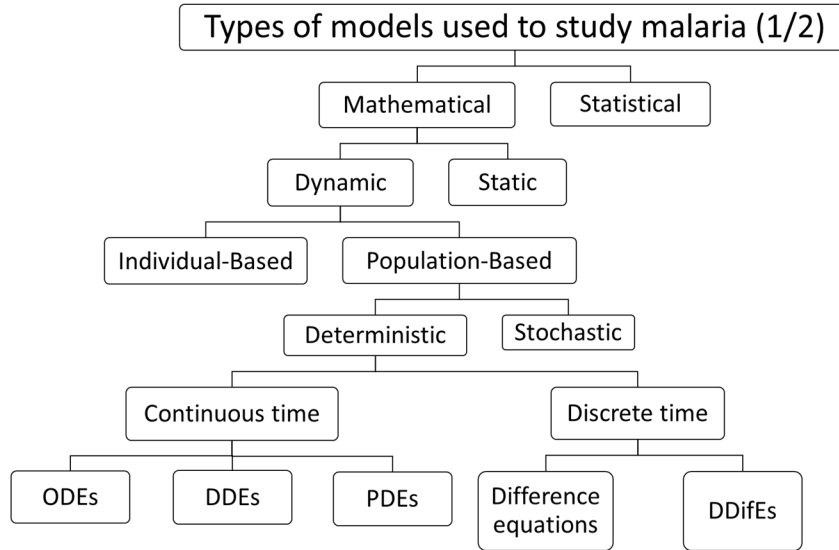 Types of models used to study malaria (1/2)
Mathematical
Statistical
Dynamic
Static
Individual-Based
Population-Based
Deterministic
Stochastic
Continuous time
Discrete time
ODEs
DDEs
PDEs
Difference
equations
DDifEs